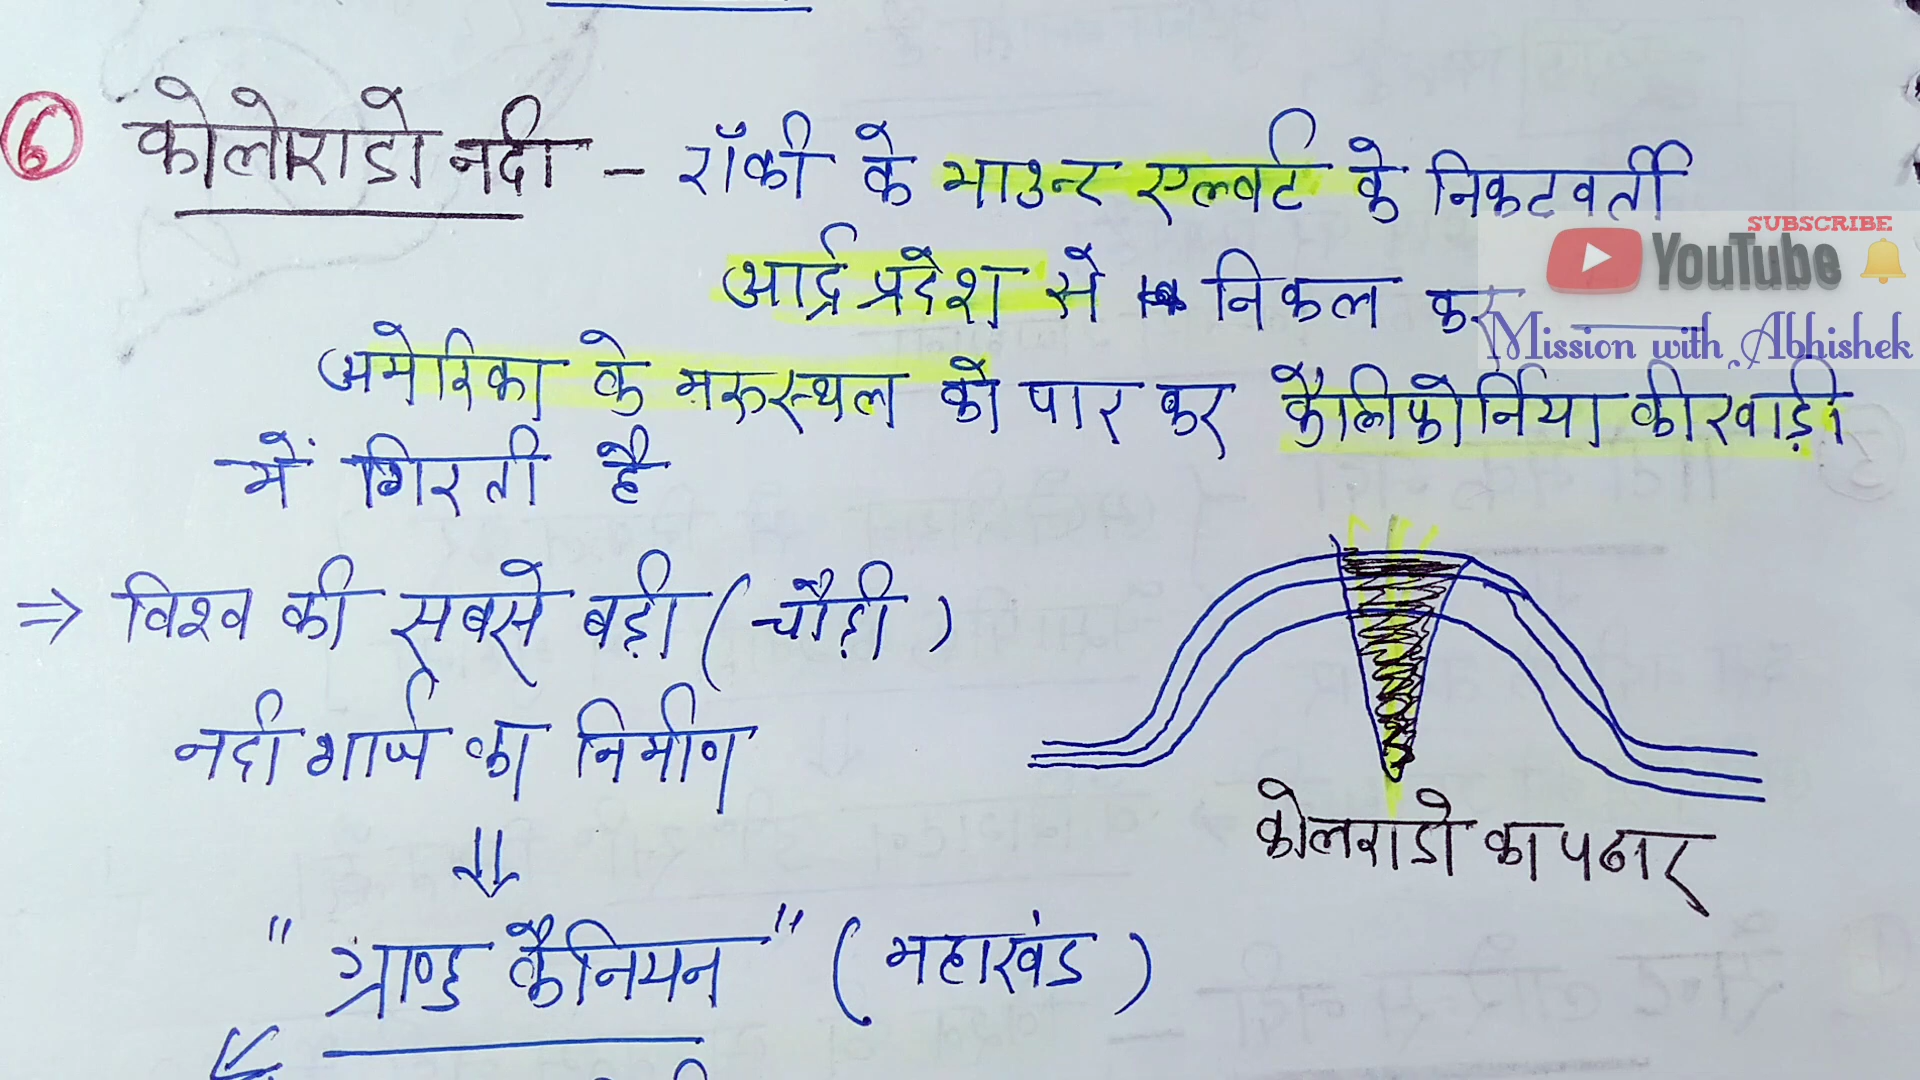 6 कोलोराडो नदी - रॉकी के माउन्ट एल्बर्ट के निकटवर्ती
आर्द्र प्रदेश से निकल कर
अमेरिका के मरुस्थल को पार कर कैलिफोर्निया की खाड़ी
में गिरती है
SUBSCRIBE
YouTube
Mission with Abhishek
⇒ विश्व की सबसे बड़ी (चौड़ी)
नदी गार्ज का निर्माण
⇓
"ग्राण्ड कैनियन" (महाखंड)
कोलराडो का पठार